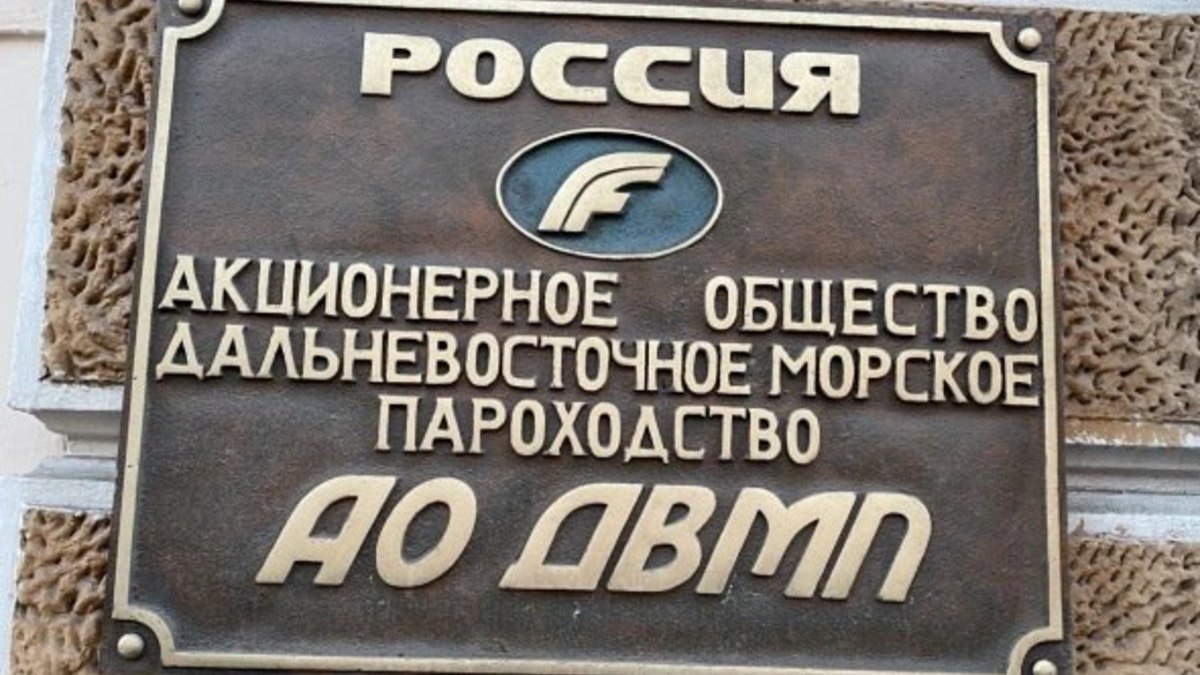 РОССИЯ
F
АКЦИОНЕРНОЕ ОБЩЕСТВО
ДАЛЬНЕВОСТОЧНОЕ МОРСКОЕ
ПАРОХОДСТВО
АО ДВМП